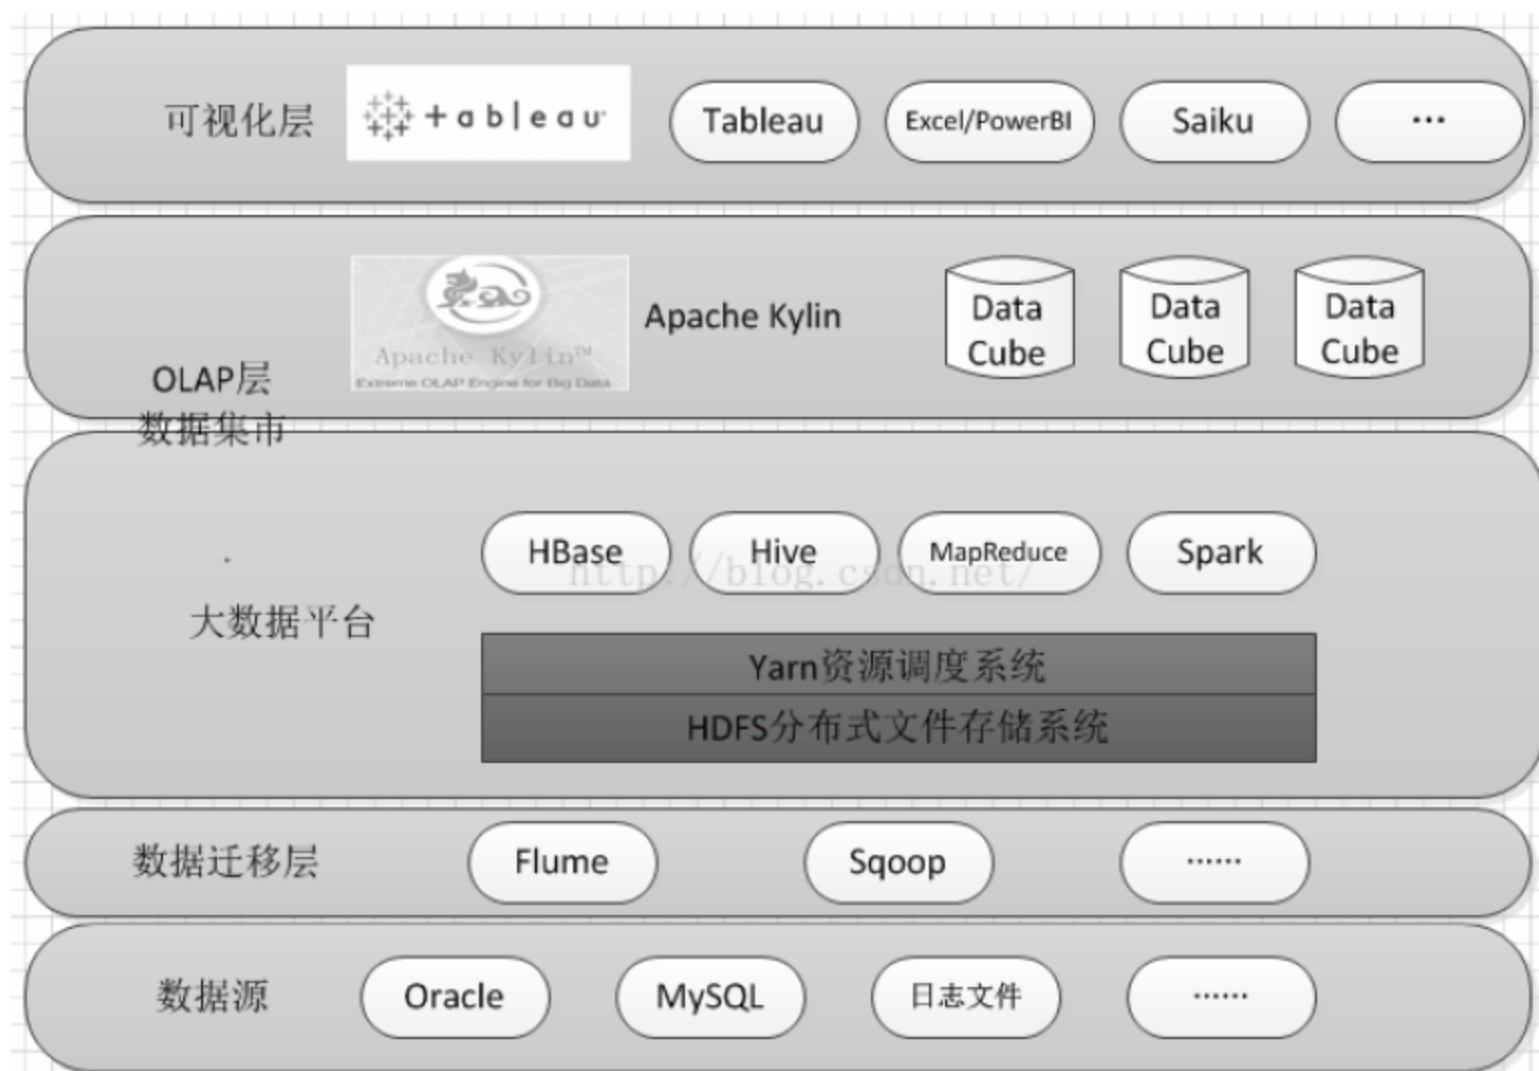 可视化层
+ableau
Tableau
Excel/PowerBI
Saiku
...
Apache Kylin™
Extreme OLAP Engine for Big Data
Apache Kylin
Data Cube
Data Cube
Data Cube
OLAP层
数据集市
HBase
Hive
MapReduce
Spark
http://blog.csdn.net/
大数据平台
Yarn资源调度系统
HDFS分布式文件存储系统
数据迁移层
Flume
Sqoop
......
数据源
Oracle
MySQL
日志文件
......